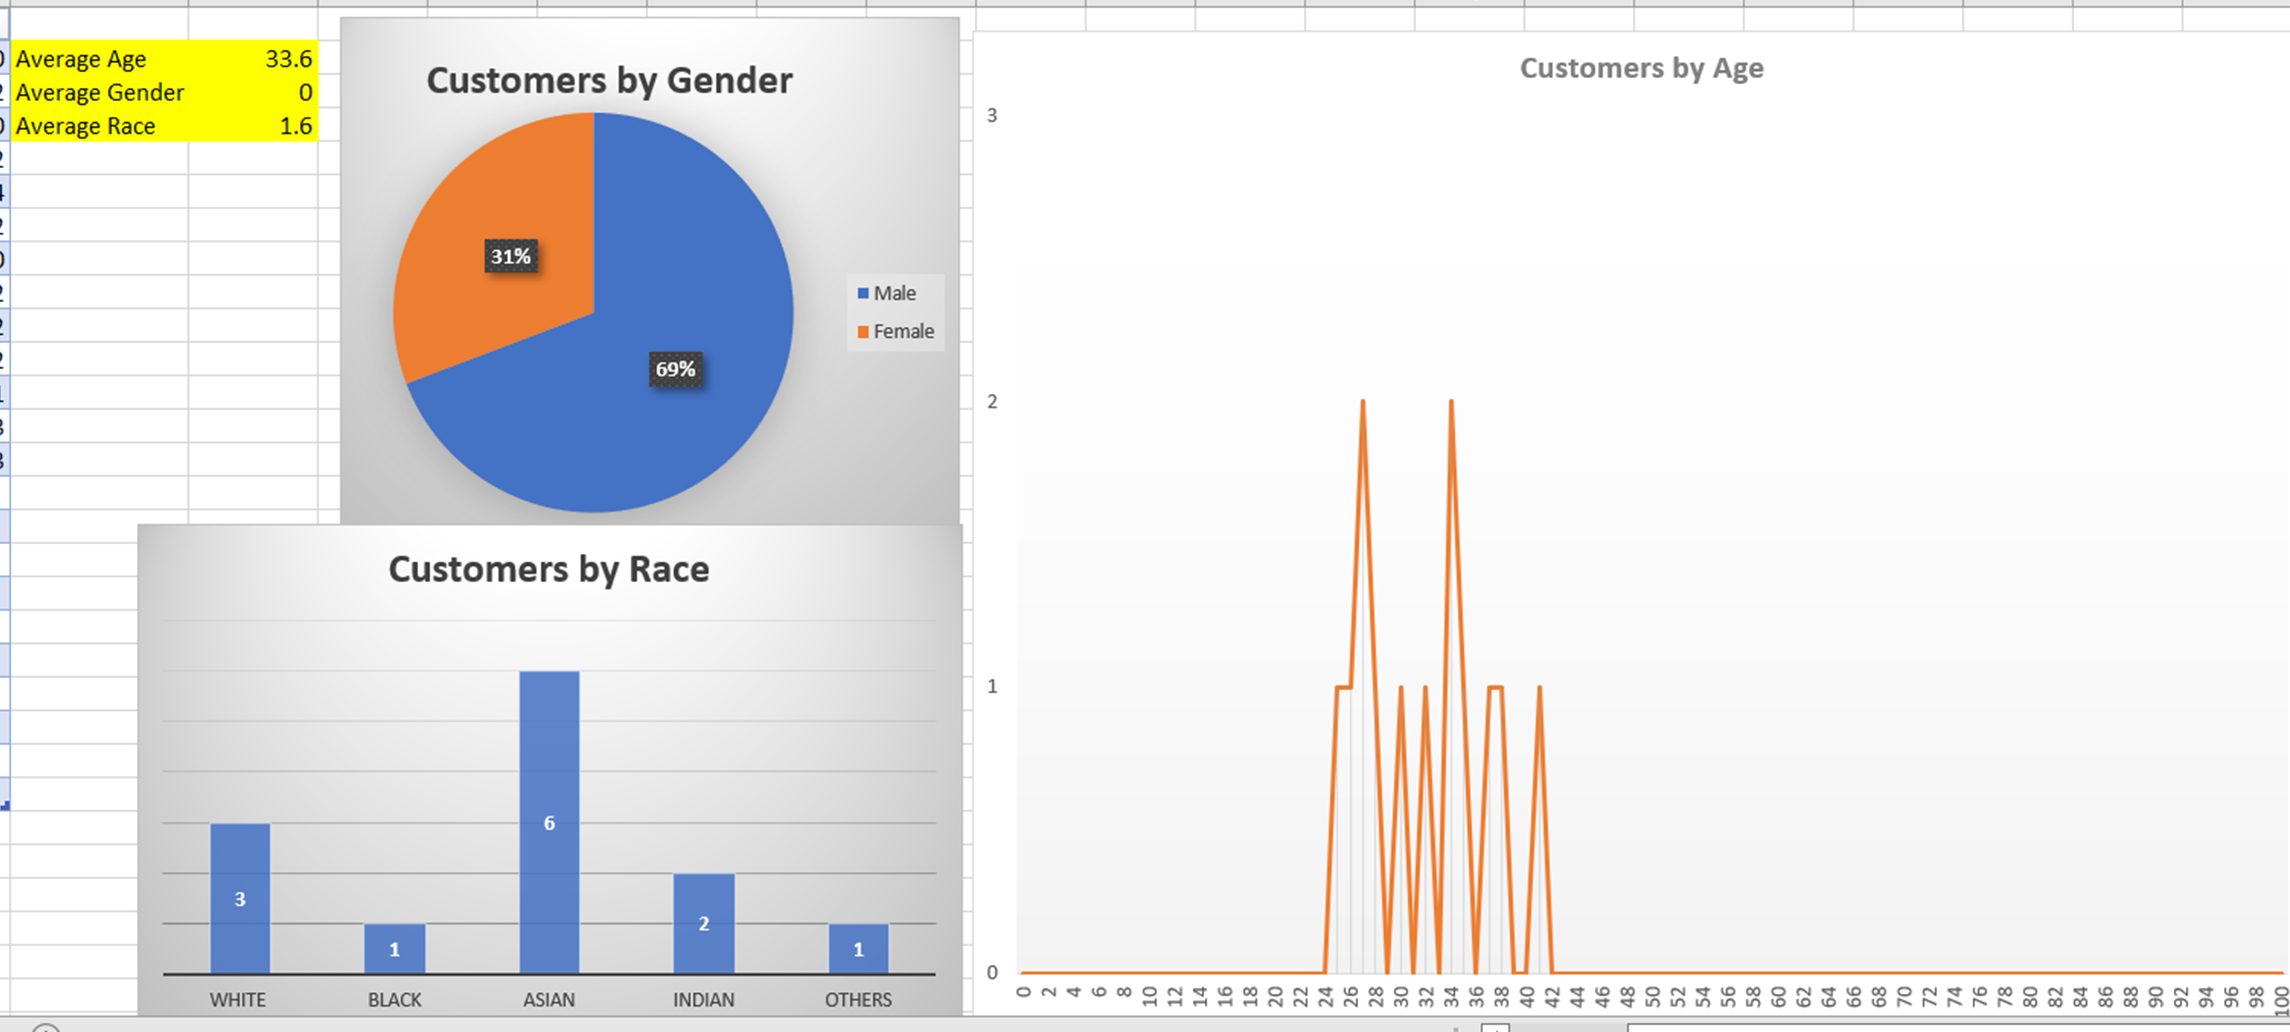 Average Age 33.6
Average Gender 0
Average Race 1.6
Customers by Gender
31%
69%
Male
Female
Customers by Race
3
1
6
2
1
WHITE BLACK ASIAN INDIAN OTHERS
Customers by Age
3
2
1
0
0 2 4 6 8 10 12 14 16 18 20 22 24 26 28 30 32 34 36 38 40 42 44 46 48 50 52 54 56 58 60 62 64 66 68 70 72 74 76 78 80 82 84 86 88 90 92 94 96 98 100